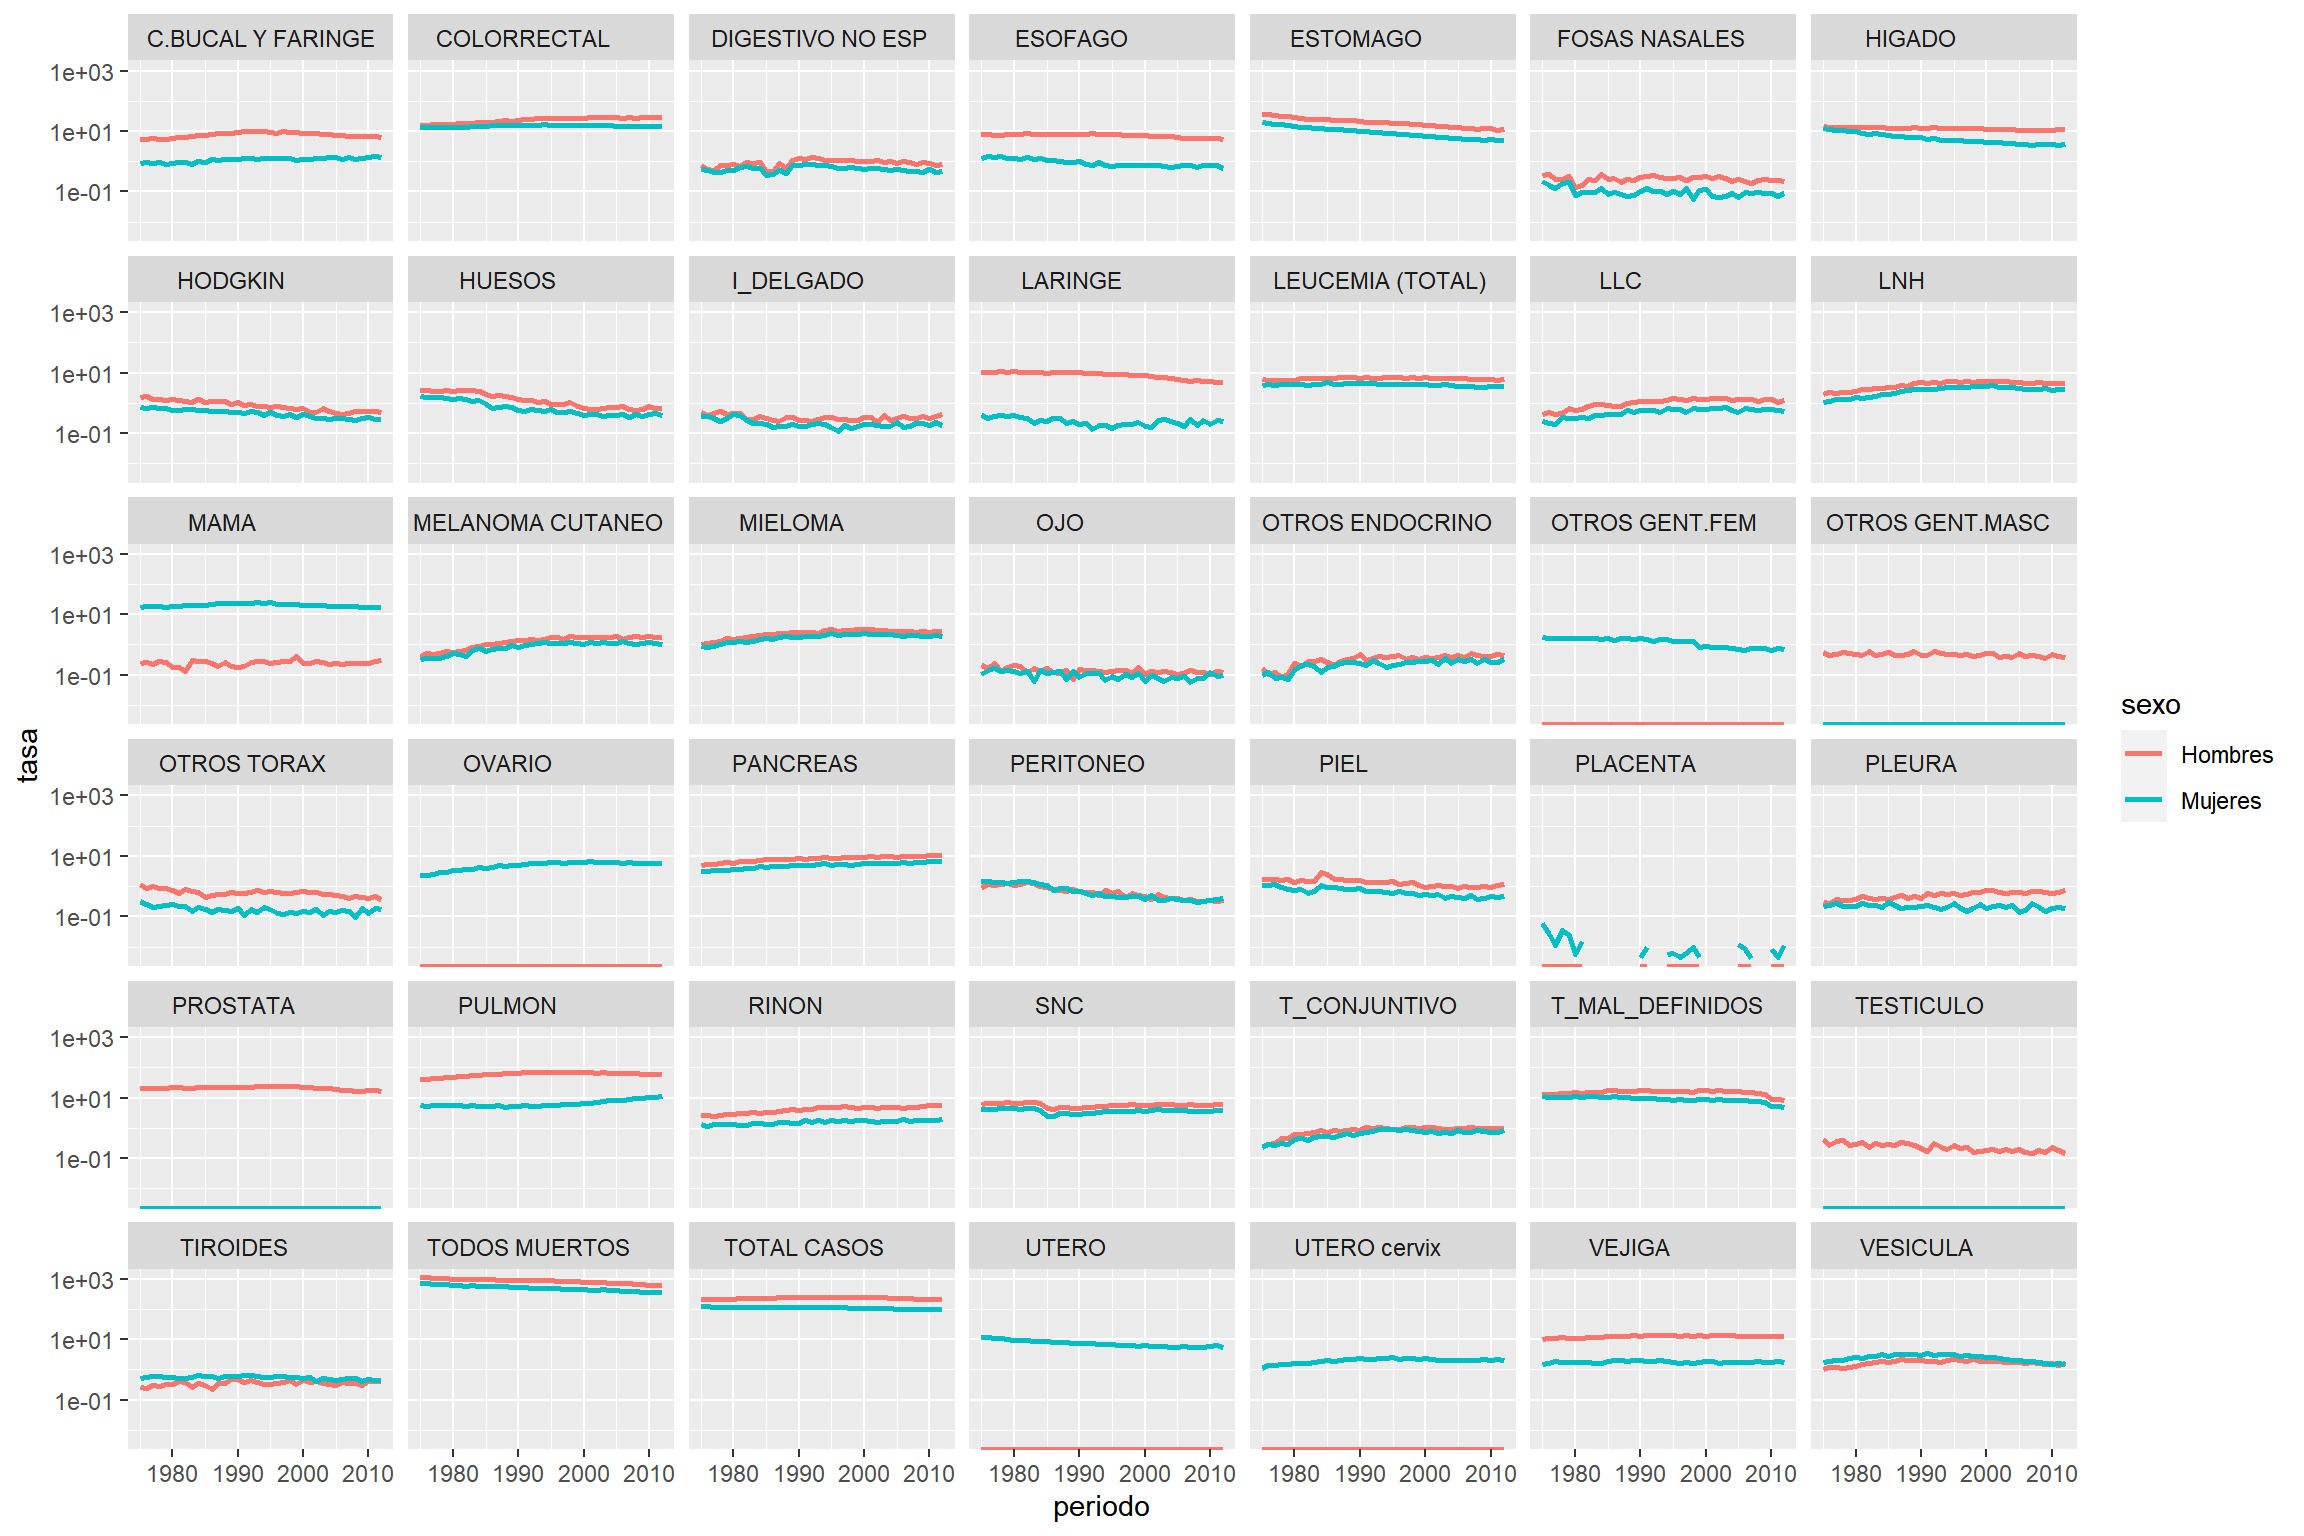 C.BUCAL Y FARINGE COLORRECTAL DIGESTIVO NO ESP ESOFAGO ESTOMAGO FOSAS NASALES HIGADO
1e+03
1e+01
1e-01
HODGKIN HUESOS I_DELGADO LARINGE LEUCEMIA (TOTAL) LLC LNH
1e+03
1e+01
1e-01
MAMA MELANOMA CUTANEO MIELOMA OJO OTROS ENDOCRINO OTROS GENT.FEM OTROS GENT.MASC
1e+03
1e+01
1e-01
OTROS TORAX OVARIO PANCREAS PERITONEO PIEL PLACENTA PLEURA
1e+03
1e+01
1e-01
PROSTATA PULMON RINON SNC T_CONJUNTIVO T_MAL_DEFINIDOS TESTICULO
1e+03
1e+01
1e-01
TIROIDES TODOS MUERTOS TOTAL CASOS UTERO UTERO cervix VEJIGA VESICULA
1e+03
1e+01
1e-01
1980 1990 2000 2010 1980 1990 2000 2010 1980 1990 2000 2010 1980 1990 2000 2010 1980 1990 2000 2010 1980 1990 2000 2010 1980 1990 2000 2010
periodo
tasa
sexo
Hombres
Mujeres